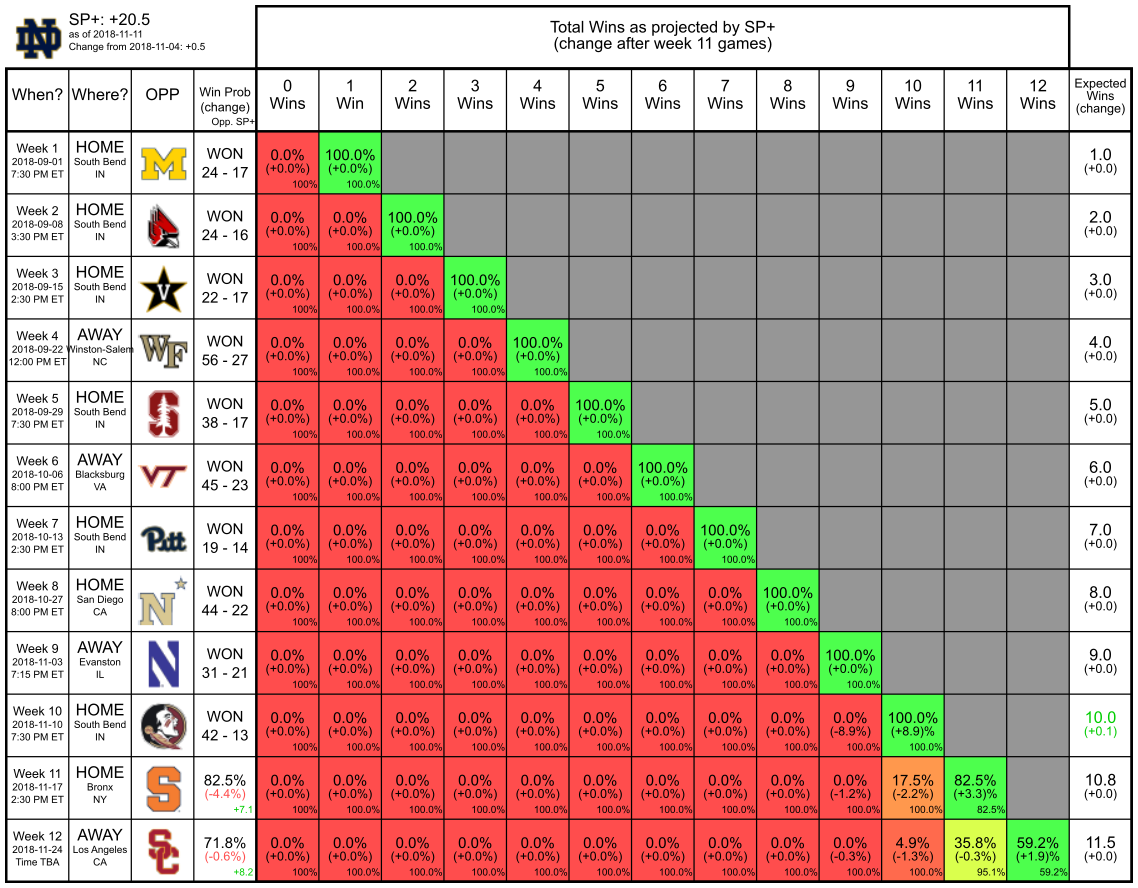 SP+: +20.5
as of 2018-11-11
Change from 2018-11-04: +0.5
Total Wins as projected by SP+
(change after week 11 games)
When? Where? OPP Win Prob (change) Opp. SP+ 0 Wins 1 Win 2 Wins 3 Wins 4 Wins 5 Wins 6 Wins 7 Wins 8 Wins 9 Wins 10 Wins 11 Wins 12 Wins Expected Wins (change)
Week 1 HOME M WON 0.0% 100.0% 1.0
2018-09-01 South Bend (+0.0%) (+0.0%) (+0.0)
7:30 PM ET IN 24 - 17 100% 100.0%
Week 2 HOME WON 0.0% 0.0% 100.0% 2.0
2018-09-08 South Bend (+0.0%) (+0.0%) (+0.0%) (+0.0)
3:30 PM ET IN 24 - 16 100% 100.0% 100.0%
Week 3 HOME V WON 0.0% 0.0% 0.0% 100.0% 3.0
2018-09-15 South Bend (+0.0%) (+0.0%) (+0.0%) (+0.0%) (+0.0)
2:30 PM ET IN 22 - 17 100% 100.0% 100.0% 100.0%
Week 4 AWAY WF WON 0.0% 0.0% 0.0% 0.0% 100.0% 4.0
2018-09-22 Winston-Salem (+0.0%) (+0.0%) (+0.0%) (+0.0%) (+0.0%) (+0.0)
12:00 PM ET NC 56 - 27 100% 100.0% 100.0% 100.0% 100.0%
Week 5 HOME S WON 0.0% 0.0% 0.0% 0.0% 0.0% 100.0% 5.0
2018-09-29 South Bend (+0.0%) (+0.0%) (+0.0%) (+0.0%) (+0.0%) (+0.0%) (+0.0)
7:30 PM ET IN 38 - 17 100% 100.0% 100.0% 100.0% 100.0% 100.0%
Week 6 AWAY VT WON 0.0% 0.0% 0.0% 0.0% 0.0% 0.0% 100.0% 6.0
2018-10-06 Blacksburg (+0.0%) (+0.0%) (+0.0%) (+0.0%) (+0.0%) (+0.0%) (+0.0%) (+0.0)
8:00 PM ET VA 45 - 23 100% 100.0% 100.0% 100.0% 100.0% 100.0% 100.0%
Week 7 HOME Pitt WON 0.0% 0.0% 0.0% 0.0% 0.0% 0.0% 0.0% 100.0% 7.0
2018-10-13 South Bend (+0.0%) (+0.0%) (+0.0%) (+0.0%) (+0.0%) (+0.0%) (+0.0%) (+0.0%) (+0.0)
2:30 PM ET IN 19 - 14 100% 100.0% 100.0% 100.0% 100.0% 100.0% 100.0% 100.0%
Week 8 HOME N WON 0.0% 0.0% 0.0% 0.0% 0.0% 0.0% 0.0% 0.0% 100.0% 8.0
2018-10-27 San Diego (+0.0%) (+0.0%) (+0.0%) (+0.0%) (+0.0%) (+0.0%) (+0.0%) (+0.0%) (+0.0%) (+0.0)
8:00 PM ET CA 44 - 22 100% 100.0% 100.0% 100.0% 100.0% 100.0% 100.0% 100.0% 100.0%
Week 9 AWAY N WON 0.0% 0.0% 0.0% 0.0% 0.0% 0.0% 0.0% 0.0% 0.0% 100.0% 9.0
2018-11-03 Evanston (+0.0%) (+0.0%) (+0.0%) (+0.0%) (+0.0%) (+0.0%) (+0.0%) (+0.0%) (+0.0%) (+0.0%) (+0.0)
7:15 PM ET IL 31 - 21 100% 100.0% 100.0% 100.0% 100.0% 100.0% 100.0% 100.0% 100.0% 100.0%
Week 10 HOME WON 0.0% 0.0% 0.0% 0.0% 0.0% 0.0% 0.0% 0.0% 0.0% 0.0% 100.0% 10.0
2018-11-10 South Bend (+0.0%) (+0.0%) (+0.0%) (+0.0%) (+0.0%) (+0.0%) (+0.0%) (+0.0%) (+0.0%) (-8.9%) (+8.9)% (+0.1)
7:30 PM ET IN 42 - 13 100% 100.0% 100.0% 100.0% 100.0% 100.0% 100.0% 100.0% 100.0% 100.0% 100.0%
Week 11 HOME S 82.5% 0.0% 0.0% 0.0% 0.0% 0.0% 0.0% 0.0% 0.0% 0.0% 0.0% 17.5% 82.5% 10.8
2018-11-17 Bronx (-4.4%) (+0.0%) (+0.0%) (+0.0%) (+0.0%) (+0.0%) (+0.0%) (+0.0%) (+0.0%) (+0.0%) (-1.2%) (-2.2%) (+3.3)% (+0.0)
2:30 PM ET NY +7.1 100% 100.0% 100.0% 100.0% 100.0% 100.0% 100.0% 100.0% 100.0% 100.0% 100.0% 82.5%
Week 12 AWAY SC 71.8% 0.0% 0.0% 0.0% 0.0% 0.0% 0.0% 0.0% 0.0% 0.0% 0.0% 4.9% 35.8% 59.2% 11.5
2018-11-24 Los Angeles (-0.6%) (+0.0%) (+0.0%) (+0.0%) (+0.0%) (+0.0%) (+0.0%) (+0.0%) (+0.0%) (+0.0%) (-0.3%) (-1.3%) (-0.3%) (+1.9)% (+0.0)
Time TBA CA +8.2 100% 100.0% 100.0% 100.0% 100.0% 100.0% 100.0% 100.0% 100.0% 100.0% 100.0% 95.1% 59.2%